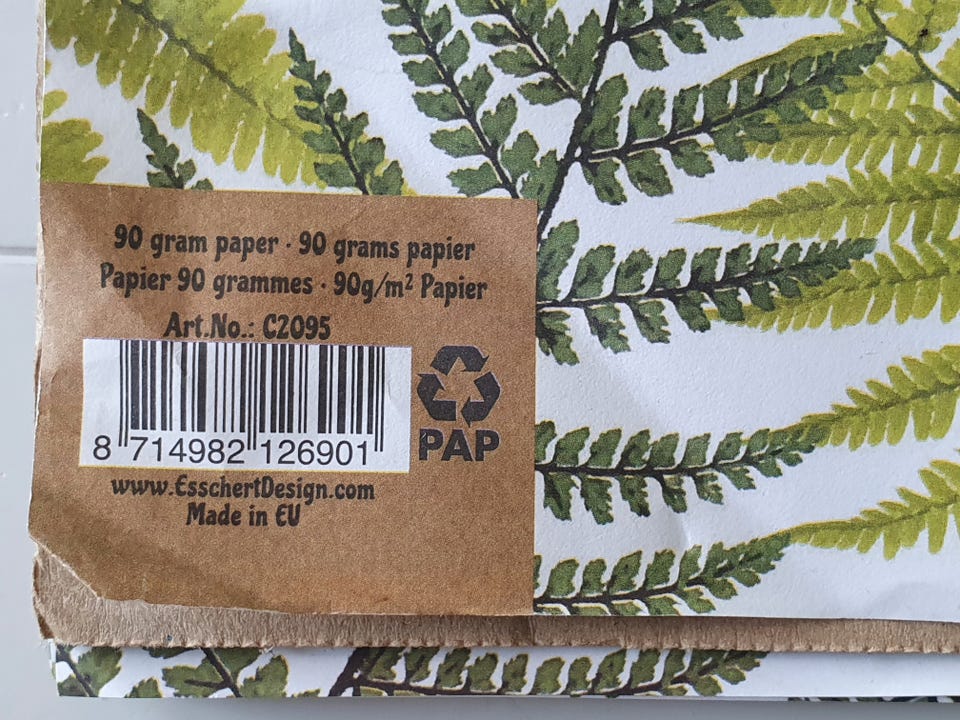 90 gram paper · 90 grams papier
Papier 90 grammes · 90g/m² Papier
Art.No.: C2095
8 714982 126901
PAP
www.EsschertDesign.com
Made in EU